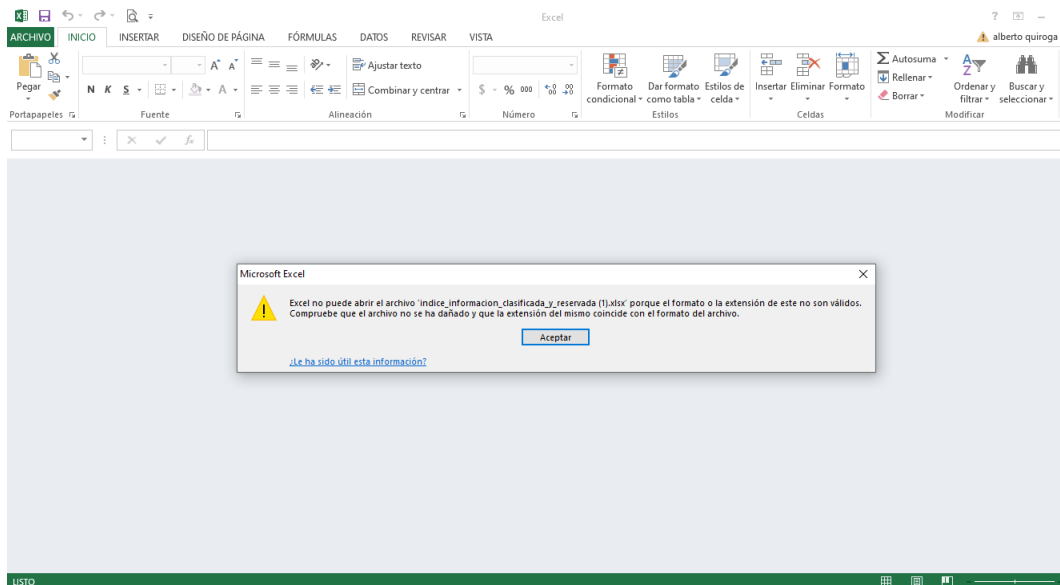 Excel
ARCHIVO INICIO INSERTAR DISEÑO DE PÁGINA FÓRMULAS DATOS REVISAR VISTA alberto quiroga
Pegar
N K S
A A
A
Ajustar texto
Combinar y centrar
$ % 000
Formato condicional
Dar formato como tabla
Estilos de celda
Insertar Eliminar Formato
Autosuma
Rellenar
Borrar
Ordenar y filtrar
Buscar y seleccionar
Portapapeles Fuente Alineación Número Estilos Celdas Modificar
fx
Microsoft Excel
Excel no puede abrir el archivo 'indice_informacion_clasificada_y_reservada (1).xlsx' porque el formato o la extensión de este no son válidos.
Compruebe que el archivo no se ha dañado y que la extensión del mismo coincide con el formato del archivo.
Aceptar
¿Le ha sido útil esta información?
LISTO